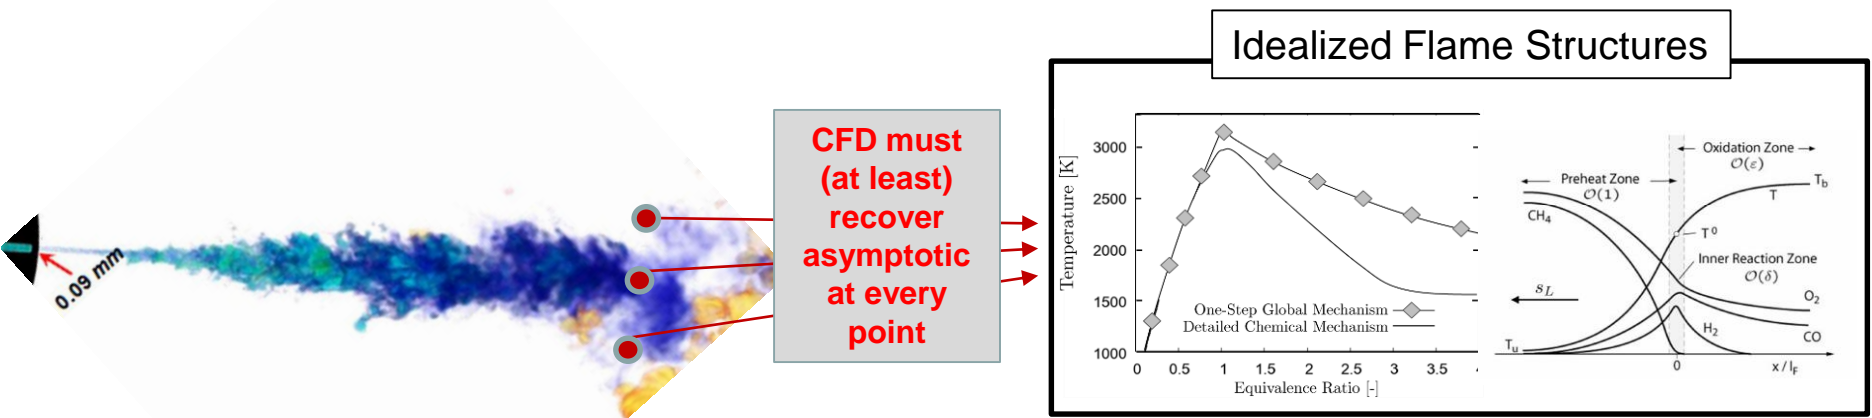 Idealized Flame Structures
0.09 mm
CFD must
(at least)
recover
asymptotic
at every
point
Temperature [K]
3000
2500
2000
1500
1000
0 0.5 1 1.5 2 2.5 3 3.5
Equivalence Ratio [-]
One-Step Global Mechanism
Detailed Chemical Mechanism
Oxidation Zone
O(ε)
Preheat Zone
O(1)
T_b
T
CH₄
T⁰
Inner Reaction Zone
O(δ)
s_L
O₂
H₂
CO
T_u
0
x / l_F